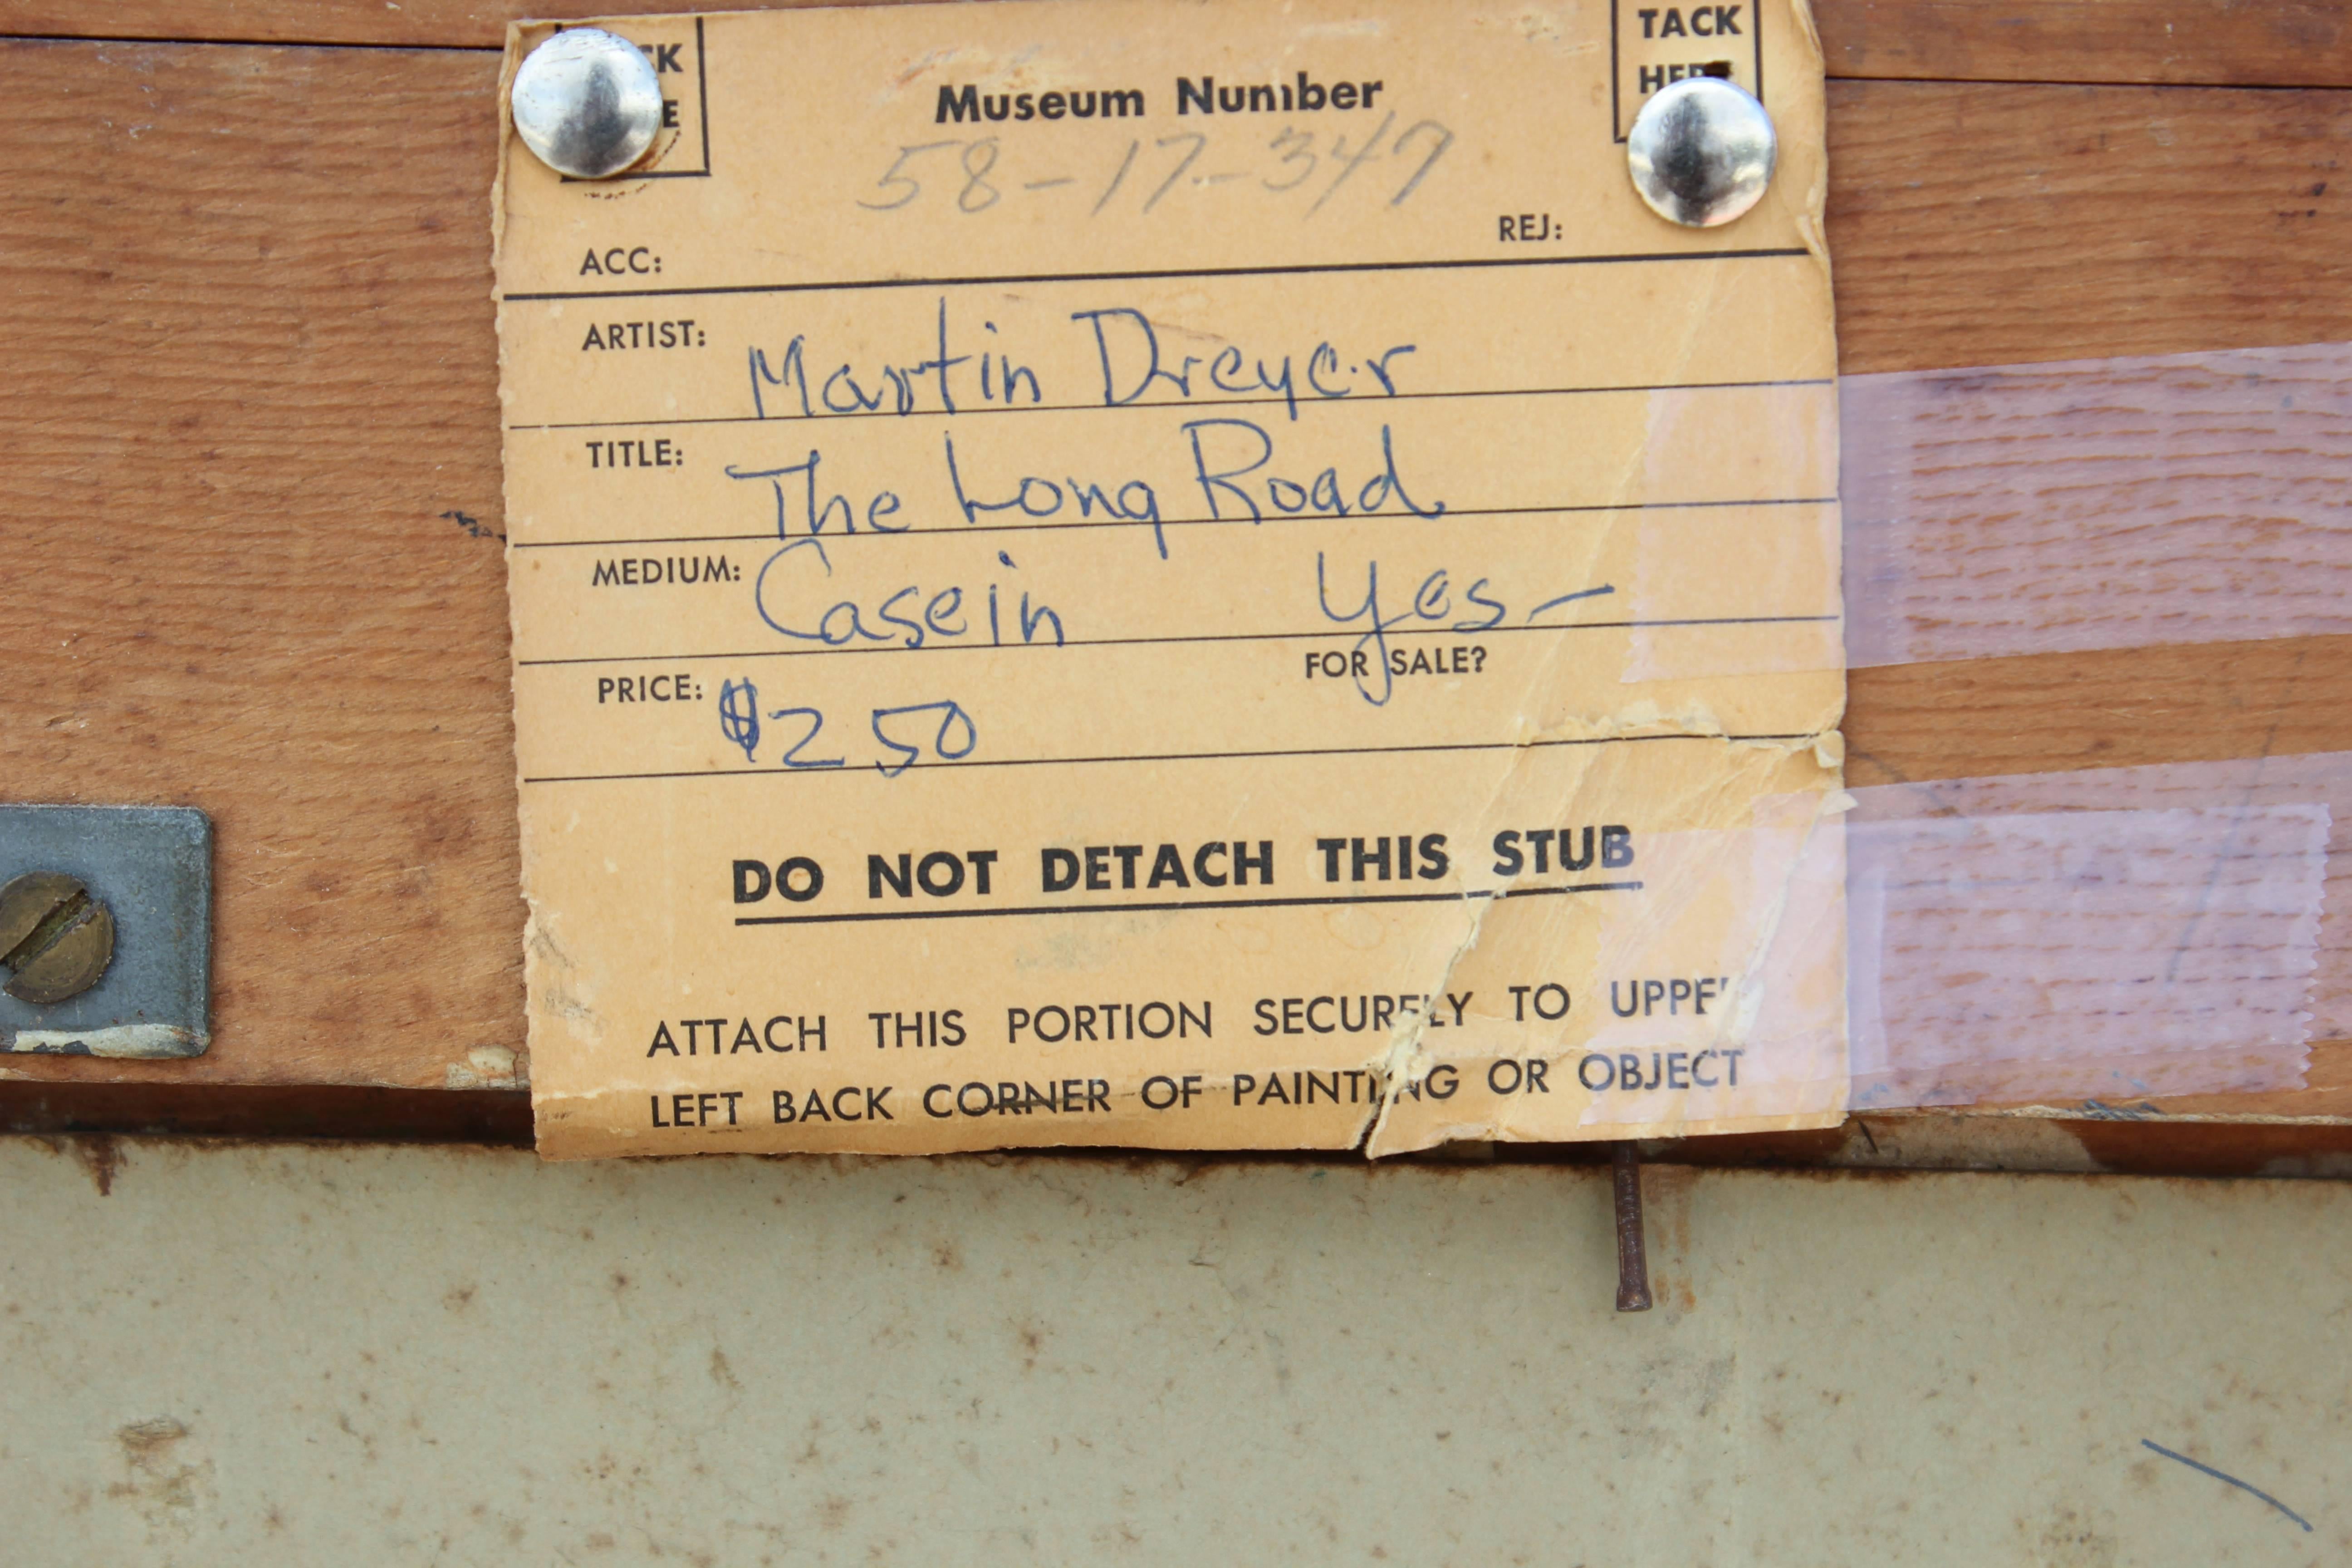 TACK
HERE
Museum Number
58-17-347
ACC: REJ:
ARTIST: Martin Dreyer
TITLE: The Long Road
MEDIUM: Casein Yes-
PRICE: $250 FOR SALE?
DO NOT DETACH THIS STUB
ATTACH THIS PORTION SECURELY TO UPPER
LEFT BACK CORNER OF PAINTING OR OBJECT